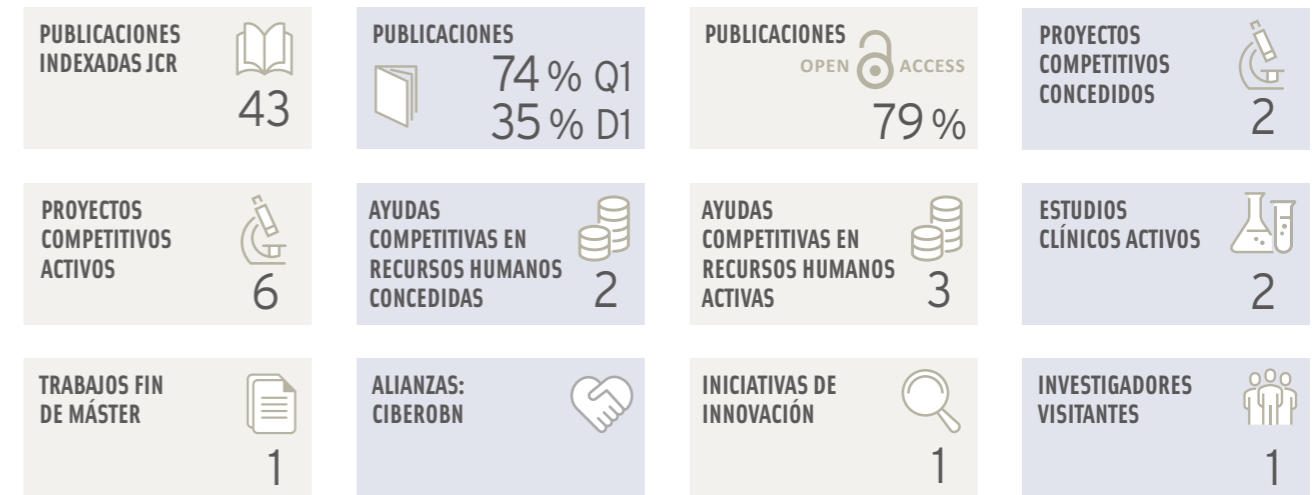 PUBLICACIONES
INDEXADAS JCR
43
PUBLICACIONES
74 % Q1
35 % D1
PUBLICACIONES
OPEN ACCESS
79 %
PROYECTOS
COMPETITIVOS
CONCEDIDOS
2
PROYECTOS
COMPETITIVOS
ACTIVOS
6
AYUDAS
COMPETITIVAS EN
RECURSOS HUMANOS
CONCEDIDAS
2
AYUDAS
COMPETITIVAS EN
RECURSOS HUMANOS
ACTIVAS
3
ESTUDIOS
CLÍNICOS ACTIVOS
2
TRABAJOS FIN
DE MÁSTER
1
ALIANZAS:
CIBEROBN
INICIATIVAS DE
INNOVACIÓN
1
INVESTIGADORES
VISITANTES
1